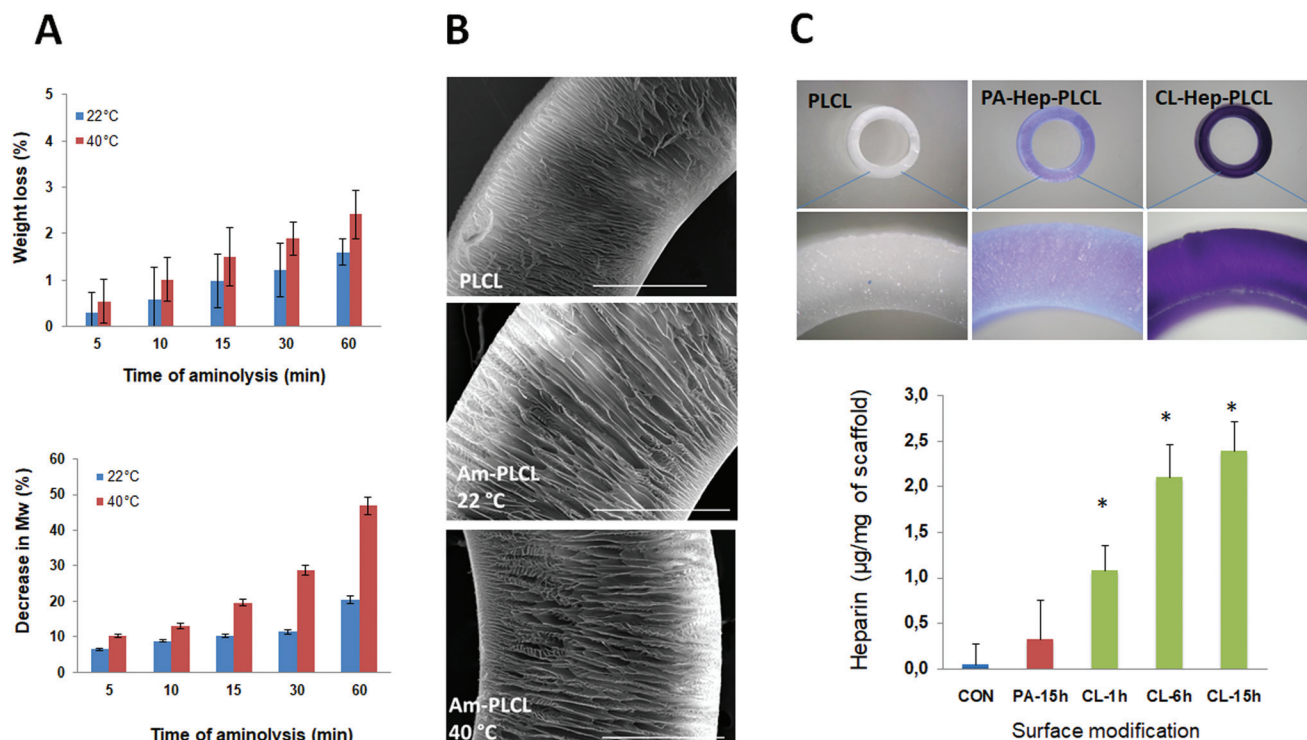 A
5
4
3
2
1
0
Weight loss (%)
22°C
40°C
5 10 15 30 60
Time of aminolysis (min)
60
50
40
30
20
10
0
Decrease in Mw (%)
22°C
40°C
5 10 15 30 60
Time of aminolysis (min)
B
PLCL
Am-PLCL
22 °C
Am-PLCL
40 °C
C
PLCL PA-Hep-PLCL CL-Hep-PLCL
3,0
2,5
2,0
1,5
1,0
0,5
0,0
Heparin (µg/mg of scaffold)
* * *
CON PA-15h CL-1h CL-6h CL-15h
Surface modification